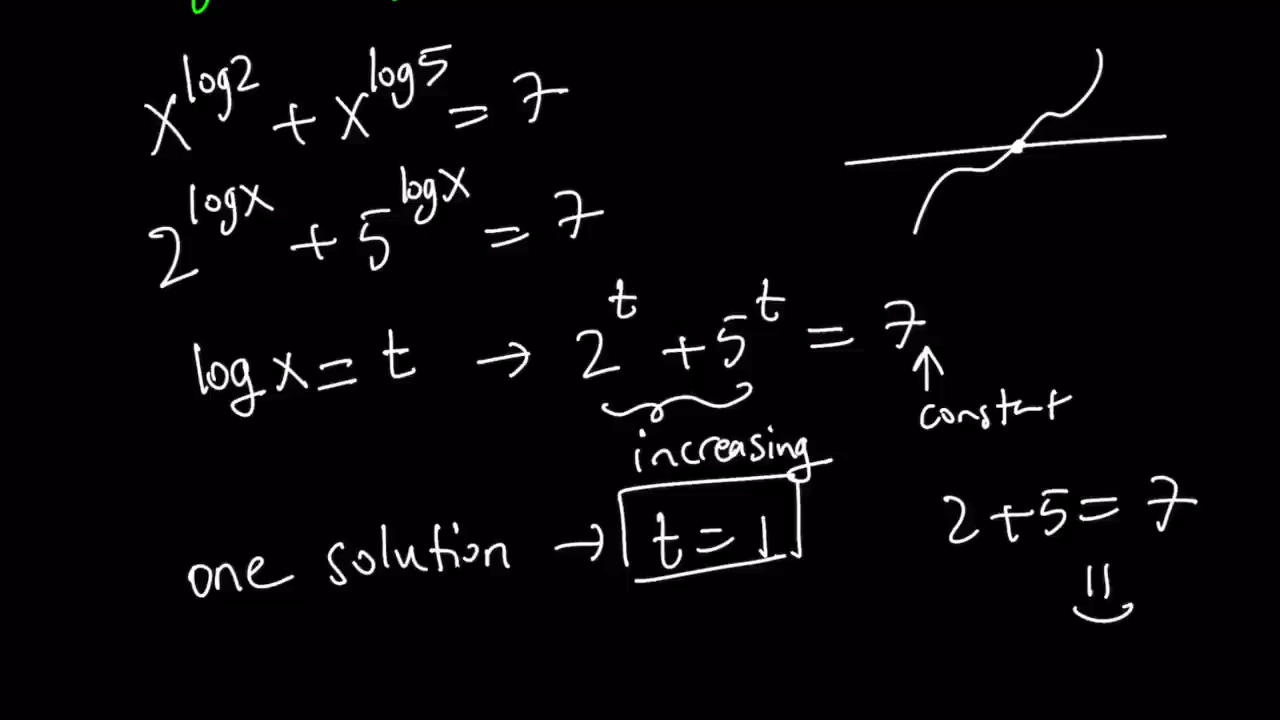 x^log2 + x^log5 = 7
2^logx + 5^logx = 7
logx = t → 2^t + 5^t = 7
constant
increasing
one solution → t = 1
2 + 5 = 7